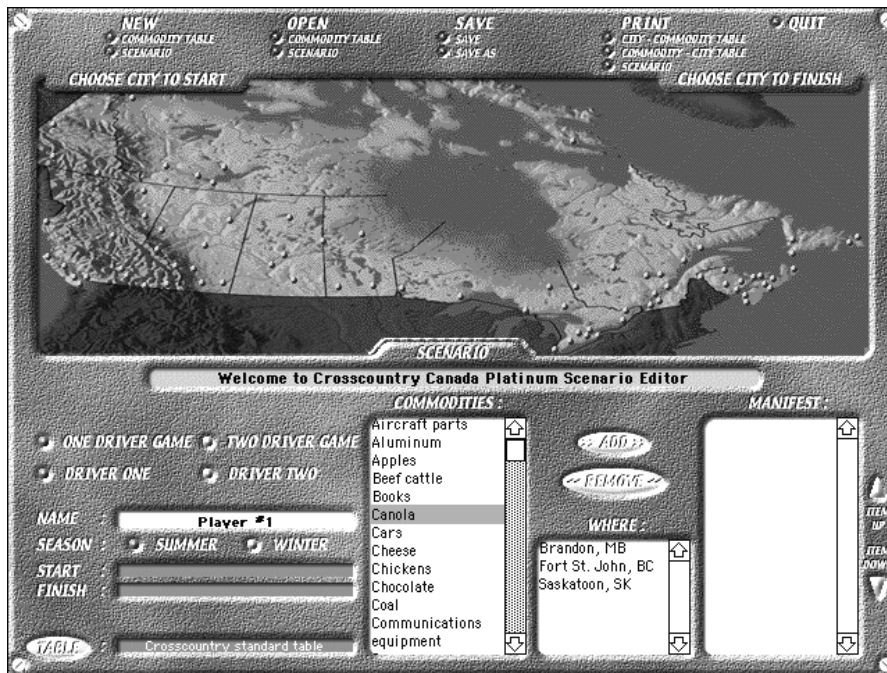 NEW
COMMODITY TABLE
SCENARIO
OPEN
COMMODITY TABLE
SCENARIO
SAVE
SAVE
SAVE AS
PRINT
CITY - COMMODITY TABLE
COMMODITY - CITY TABLE
SCENARIO
QUIT
CHOOSE CITY TO START
CHOOSE CITY TO FINISH
SCENARIO
Welcome to Crosscountry Canada Platinum Scenario Editor
ONE DRIVER GAME
TWO DRIVER GAME
DRIVER ONE
DRIVER TWO
NAME :
Player #1
SEASON :
SUMMER
WINTER
START :
FINISH :
TABLE :
Crosscountry standard table
COMMODITIES :
Aircraft parts
Aluminum
Apples
Beef cattle
Books
Canola
Cars
Cheese
Chickens
Chocolate
Coal
Communications
equipment
ADD
REMOVE
WHERE :
Brandon, MB
Fort St. John, BC
Saskatoon, SK
MANIFEST :
ITEM
UP
ITEM
DOWN